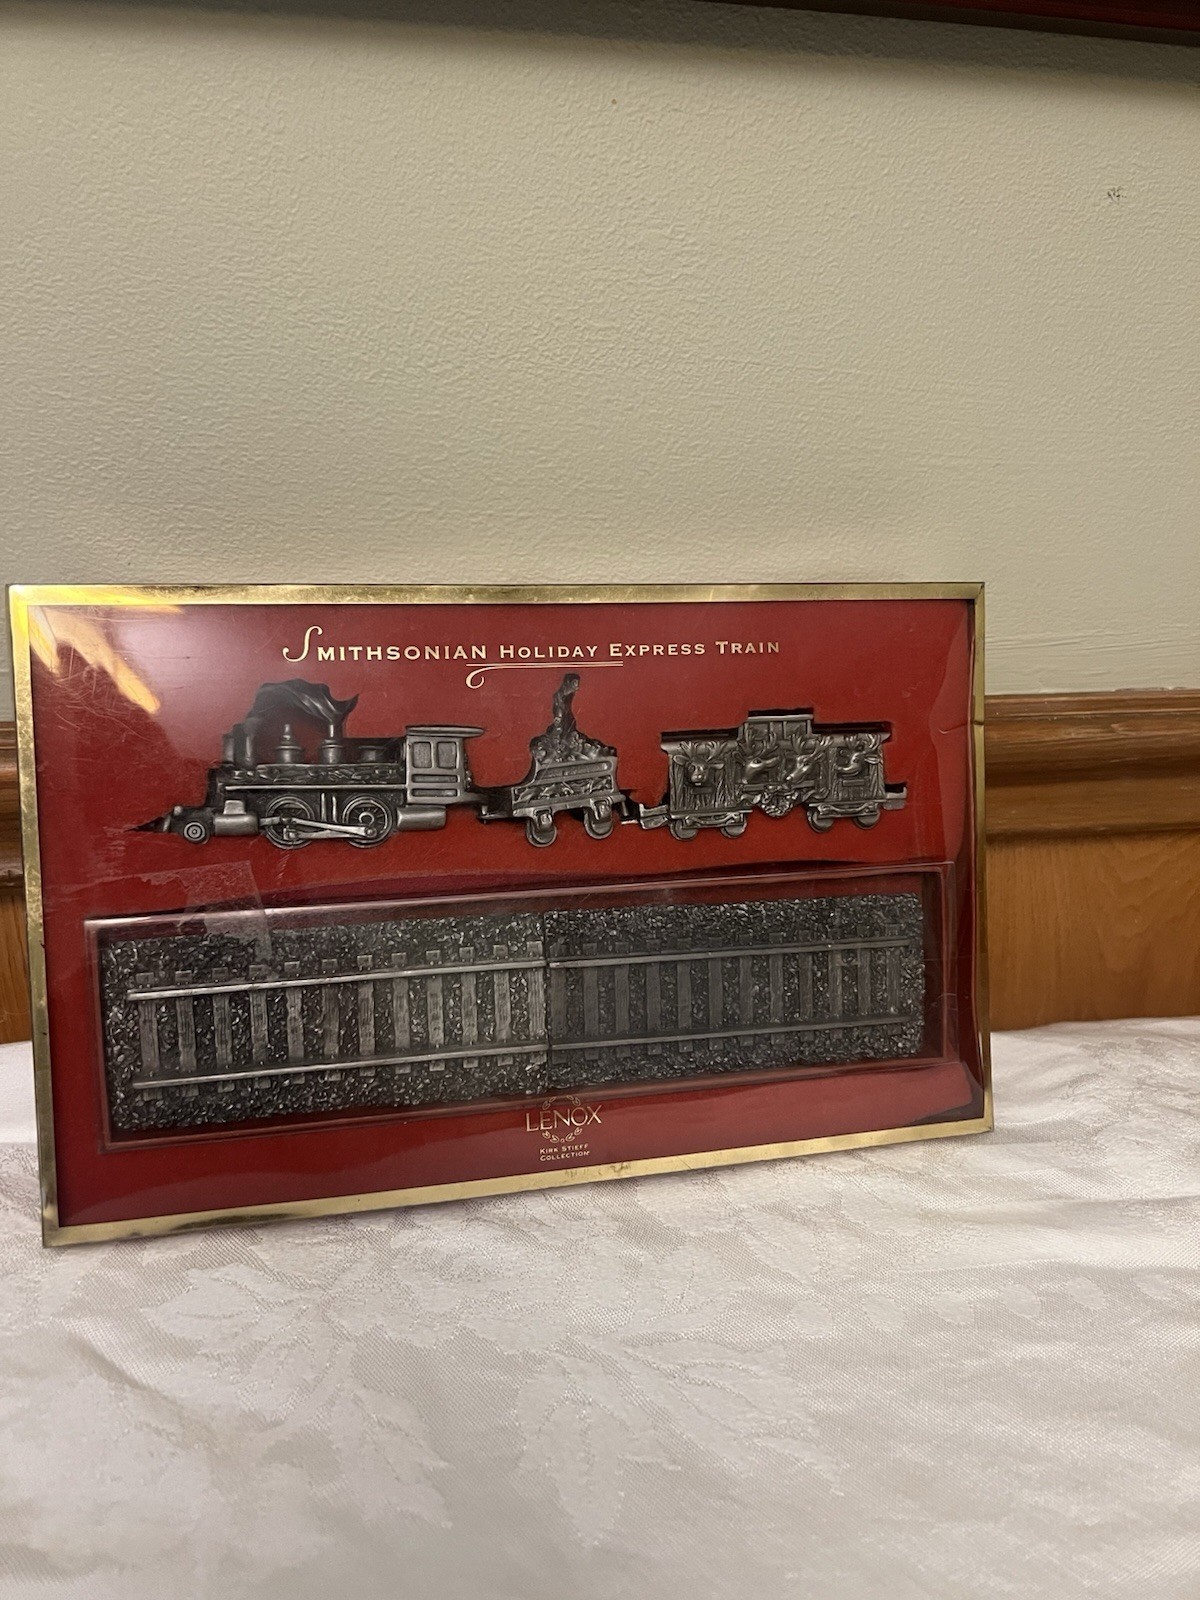 Smithsonian Holiday Express Train
LENOX
Kirk Stieff
Collection